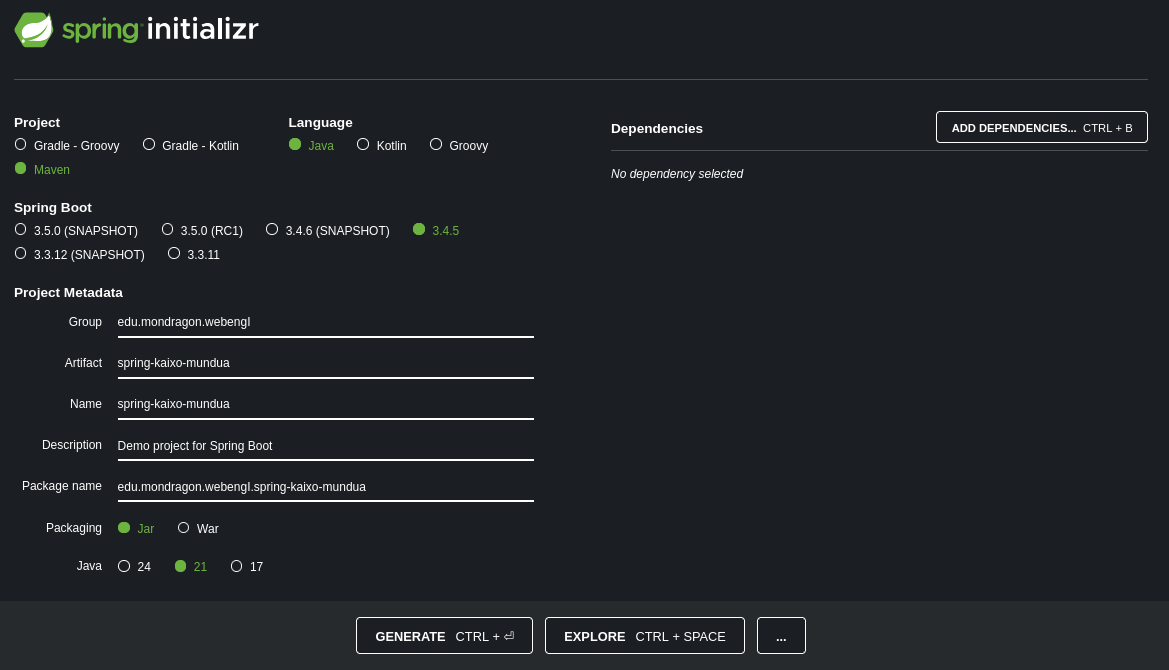 spring initializr
Project
Gradle - Groovy Gradle - Kotlin
Maven
Language
Java Kotlin Groovy
Spring Boot
3.5.0 (SNAPSHOT) 3.5.0 (RC1) 3.4.6 (SNAPSHOT) 3.4.5
3.3.12 (SNAPSHOT) 3.3.11
Project Metadata
Group edu.mondragon.webengI
Artifact spring-kaixo-mundua
Name spring-kaixo-mundua
Description Demo project for Spring Boot
Package name edu.mondragon.webengI.spring-kaixo-mundua
Packaging Jar War
Java 24 21 17
Dependencies ADD DEPENDENCIES... CTRL + B
No dependency selected
GENERATE CTRL + ⏎ EXPLORE CTRL + SPACE ...